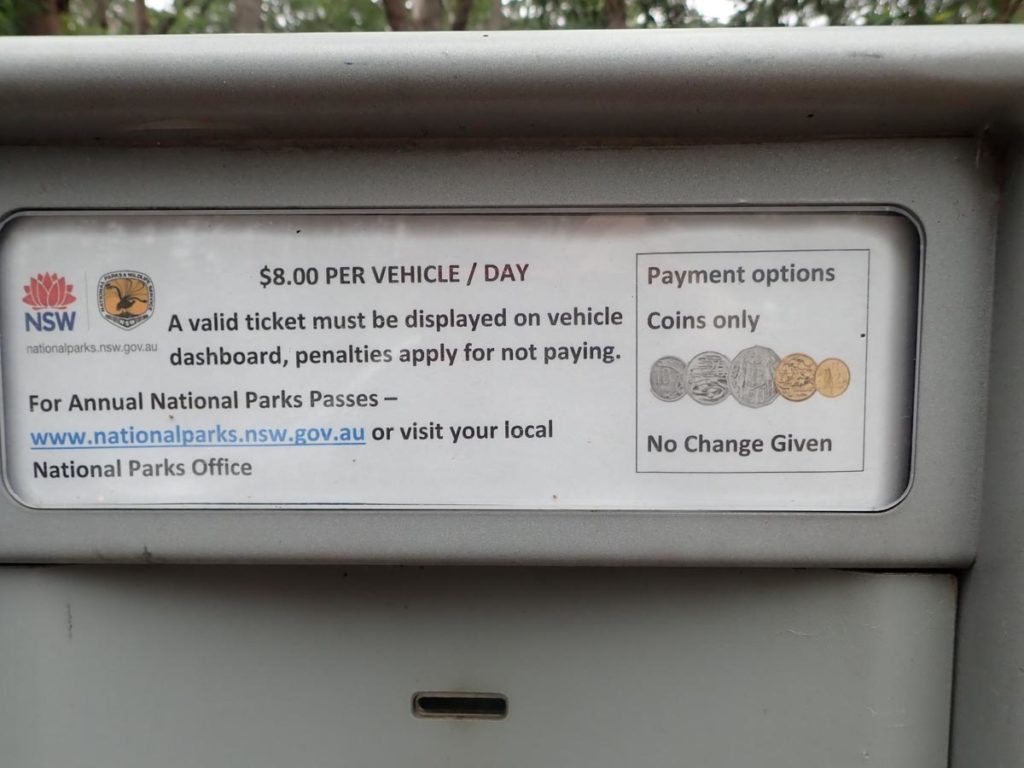 $8.00 PER VEHICLE / DAY
NSW
nationalparks.nsw.gov.au
A valid ticket must be displayed on vehicle
dashboard, penalties apply for not paying.
For Annual National Parks Passes –
www.nationalparks.nsw.gov.au or visit your local
National Parks Office
Payment options
Coins only
No Change Given